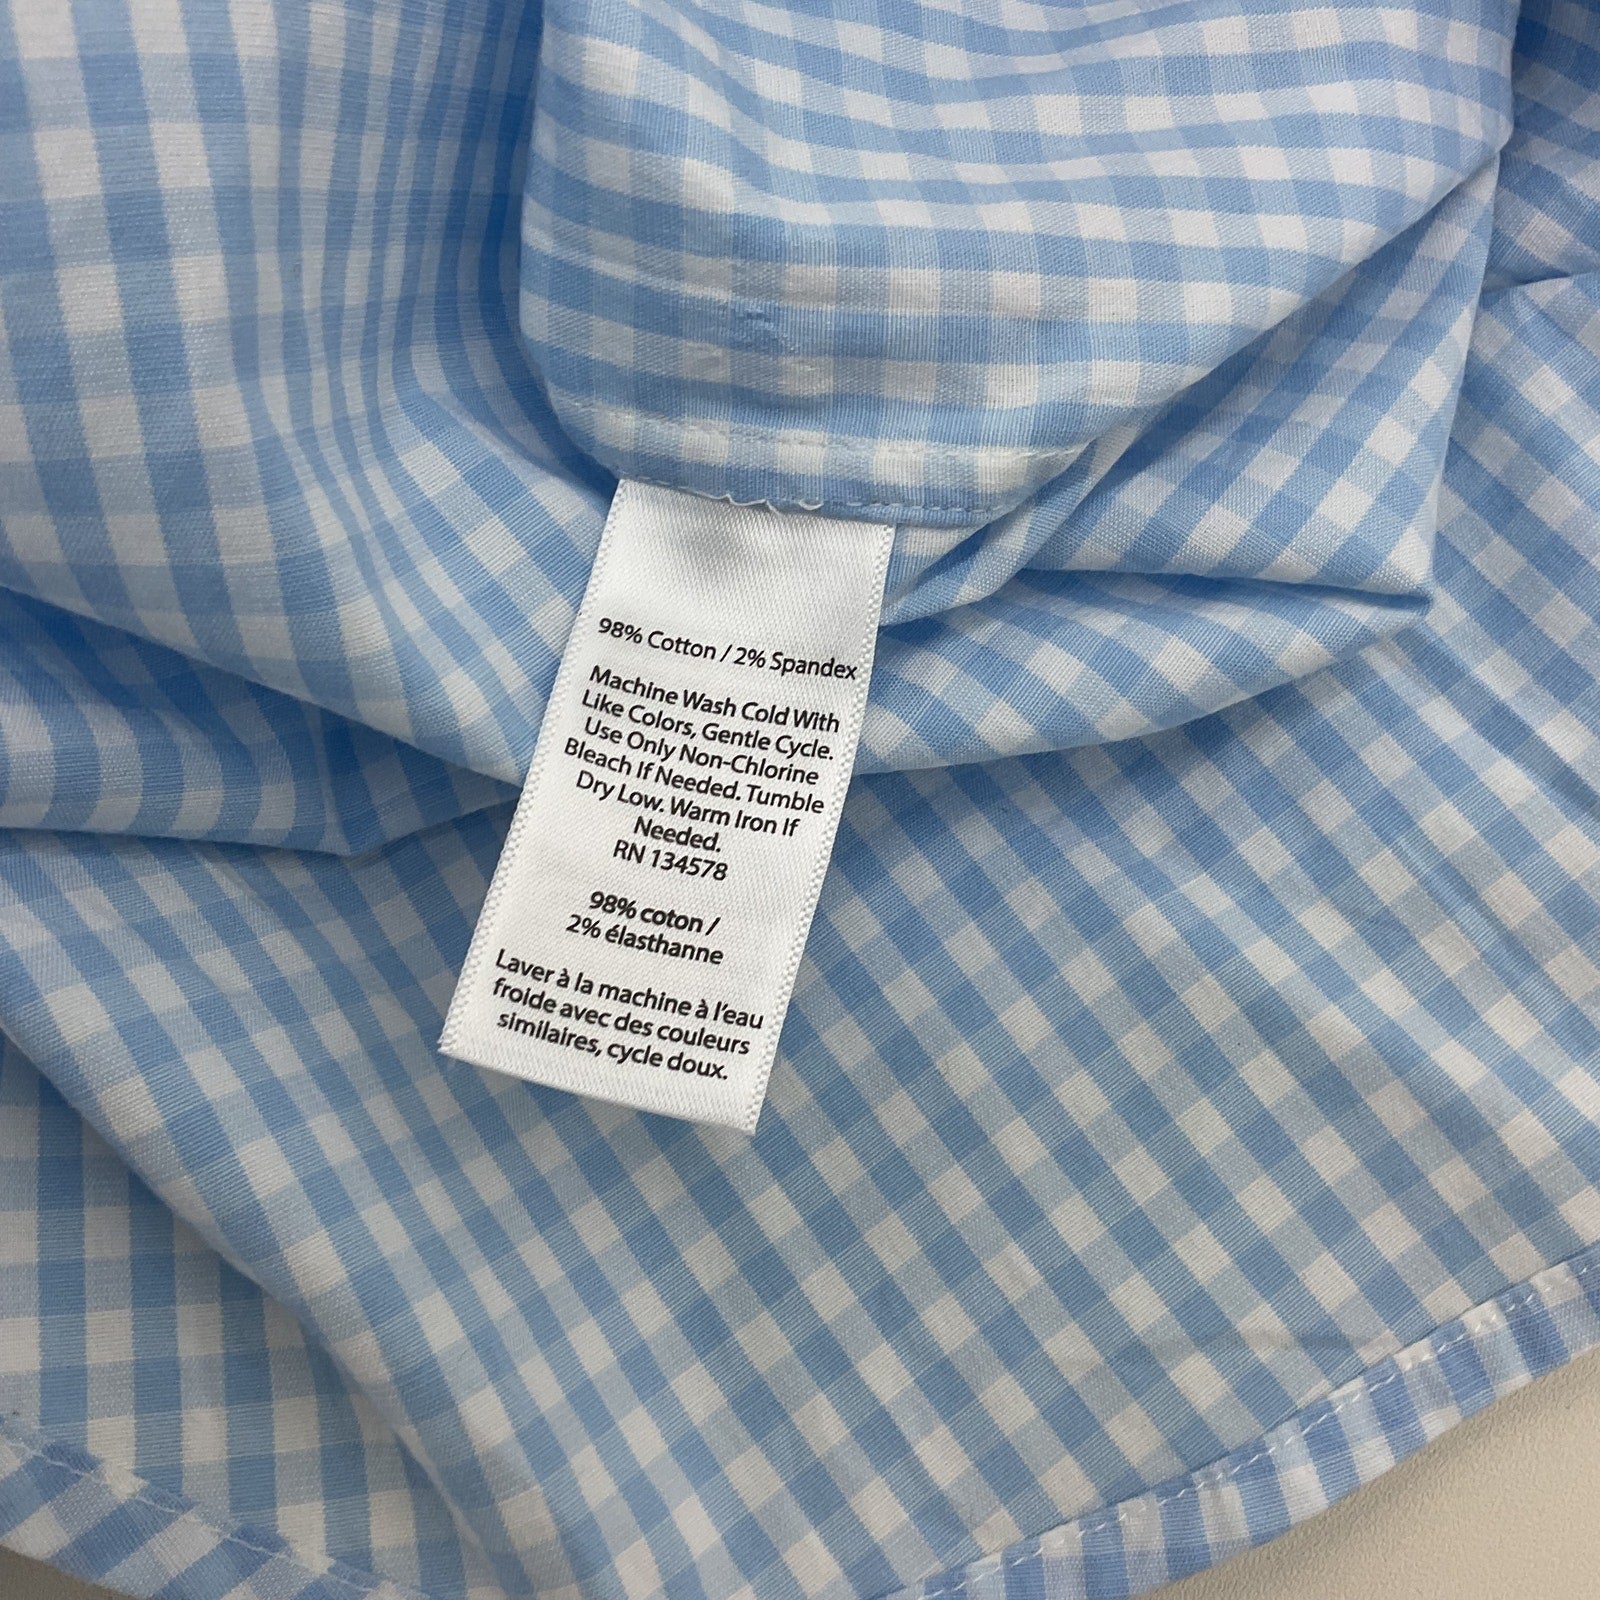 98% Cotton / 2% Spandex
Machine Wash Cold With
Like Colors, Gentle Cycle.
Use Only Non-Chlorine
Bleach If Needed. Tumble
Dry Low. Warm Iron If
Needed.
RN 134578
98% coton /
2% élasthanne
Laver à la machine à l'eau
froide avec des couleurs
similaires, cycle doux.